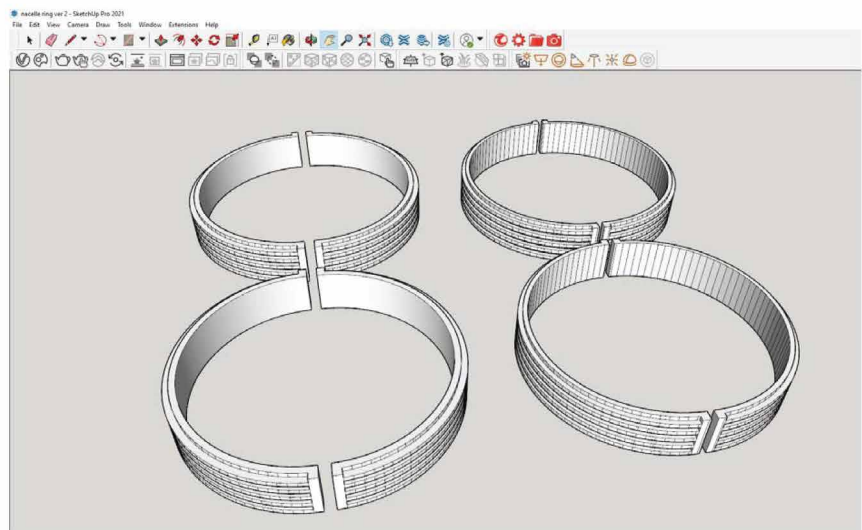 nacelle ring ver 2 - SketchUp Pro 2021
File Edit View Camera Draw Tools Window Extensions Help